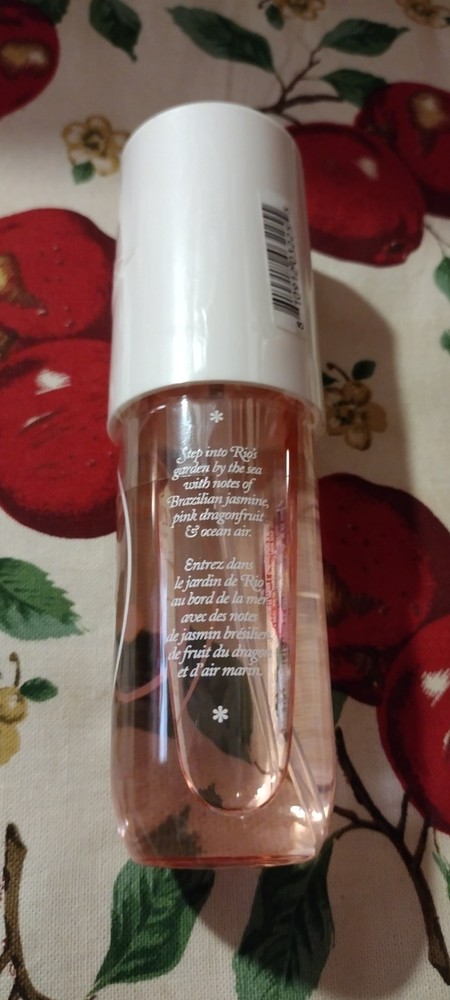 *
Step into Rio's
garden by the sea
with notes of
Brazilian jasmine,
pink dragonfruit
& ocean air.
Entrez dans
le jardin de Rio
au bord de la mer
avec des notes
de jasmin brésilien
de fruit du dragon
et d'air marin.
*